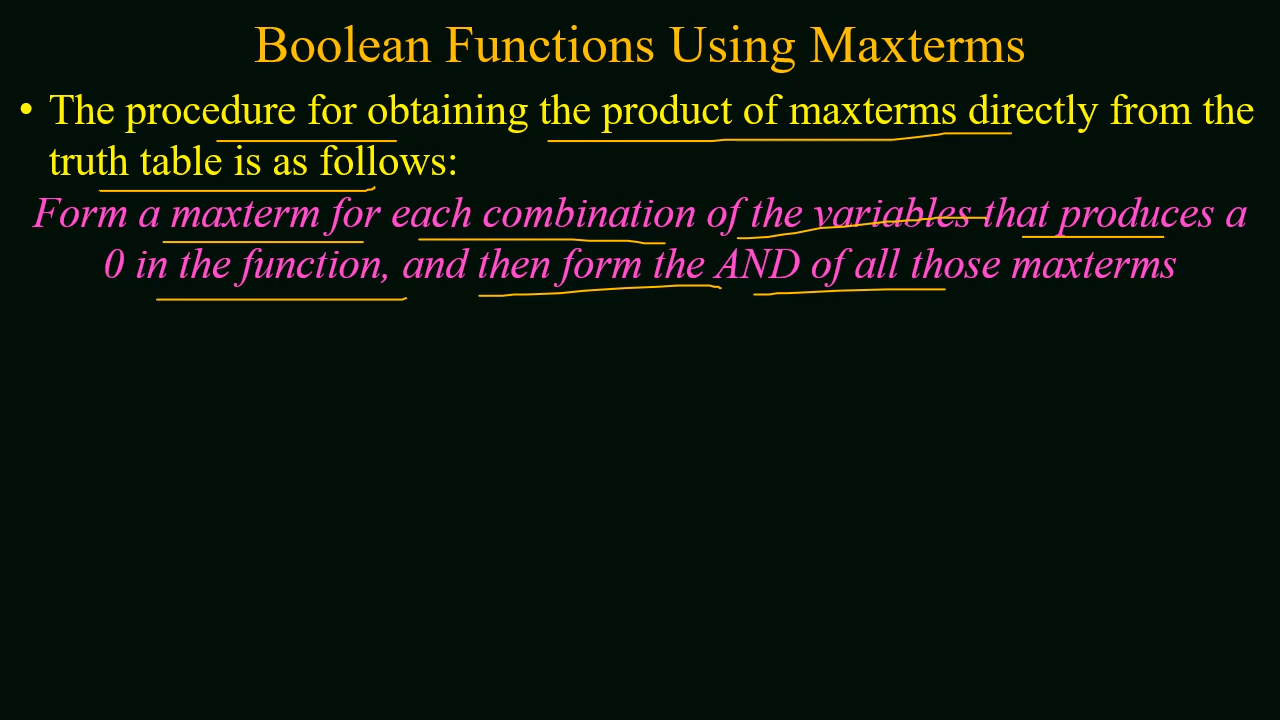 Boolean Functions Using Maxterms
• The procedure for obtaining the product of maxterms directly from the
truth table is as follows:
Form a maxterm for each combination of the variables that produces a
0 in the function, and then form the AND of all those maxterms